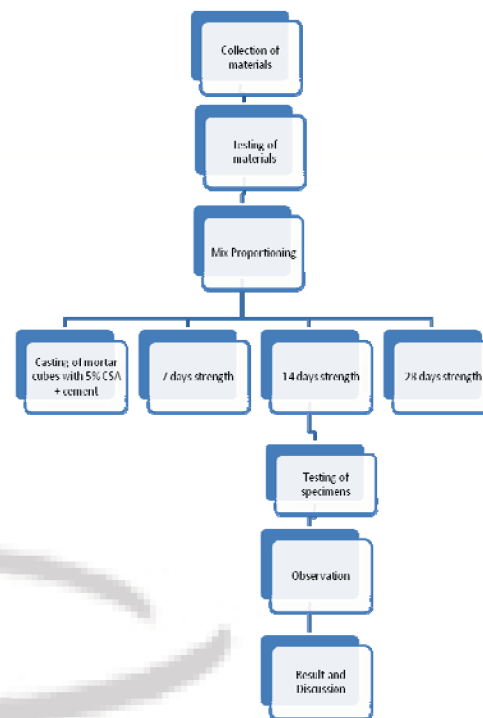 Collection of
materials
Testing of
materials
Mix Proportioning
Casting of mortar
cubes with 5% CSA
+ cement
7 days strength
14 days strength
28 days strength
Testing of
specimens
Observation
Result and
Discussion